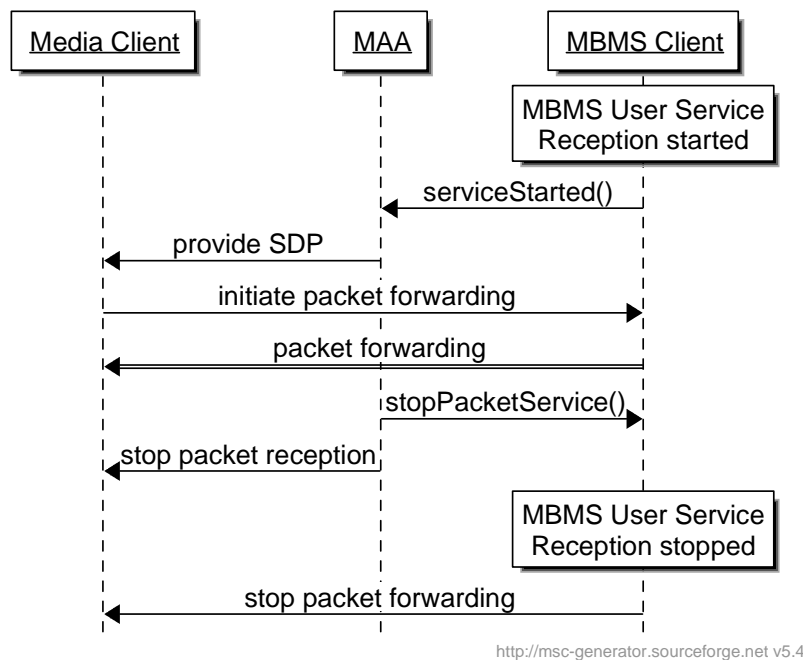 Media Client
MAA
MBMS Client
MBMS User Service
Reception started
serviceStarted()
provide SDP
initiate packet forwarding
packet forwarding
stopPacketService()
stop packet reception
MBMS User Service
Reception stopped
stop packet forwarding
http://msc-generator.sourceforge.net v5.4